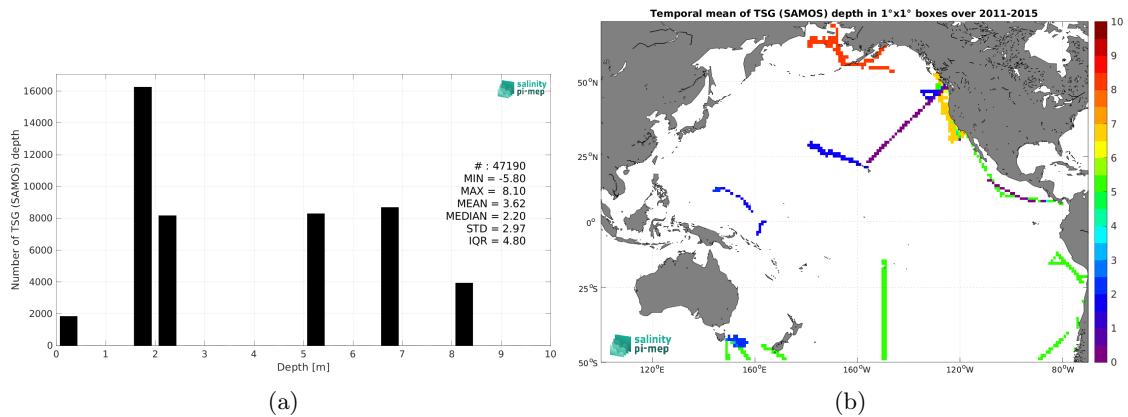 salinity
pi-mep
16000
14000
12000
10000
8000
6000
4000
2000
0
Number of TSG (SAMOS) depth
# : 47190
MIN = -5.80
MAX = 8.10
MEAN = 3.62
MEDIAN = 2.20
STD = 2.97
IQR = 4.80
0 1 2 3 4 5 6 7 8 9 10
Depth [m]
(a)
Temporal mean of TSG (SAMOS) depth in 1°x1° boxes over 2011-2015
50°N
25°N
0°
25°S
50°S
120°E
160°E
160°W
120°W
80°W
salinity
pi-mep
10
9
8
7
6
5
4
3
2
1
0
(b)